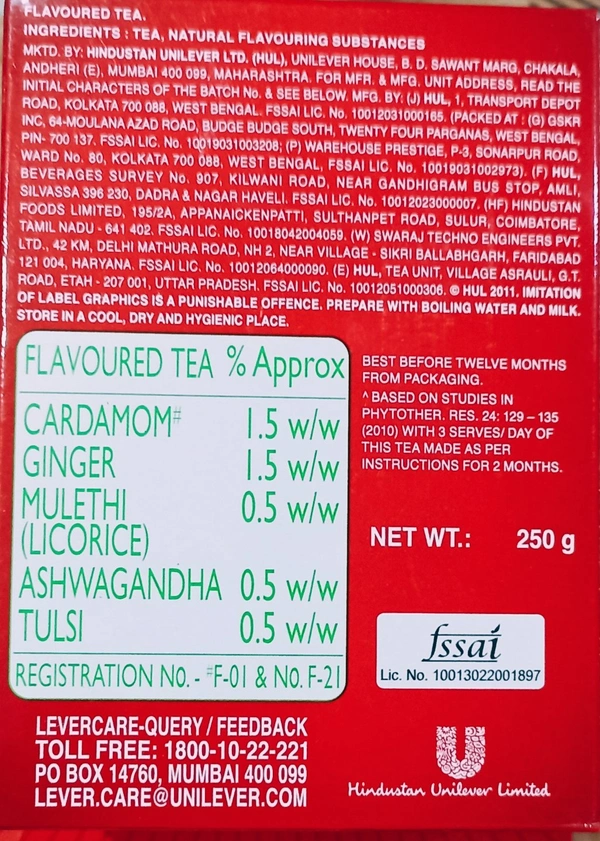 FLAVOURED TEA.
INGREDIENTS : TEA, NATURAL FLAVOURING SUBSTANCES
MKTD. BY: HINDUSTAN UNILEVER LTD. (HUL), UNILEVER HOUSE, B. D. SAWANT MARG, CHAKALA,
ANDHERI (E), MUMBAI 400 099, MAHARASHTRA. FOR MFR. & MFG. UNIT ADDRESS, READ THE
INITIAL CHARACTERS OF THE BATCH No. & SEE BELOW. MFG. BY: (J) HUL, 1, TRANSPORT DEPOT
ROAD, KOLKATA 700 088, WEST BENGAL. FSSAI LIC. No. 10012031000165. (PACKED AT : (G) GSKR
INC, 64-MOULANA AZAD ROAD, BUDGE BUDGE SOUTH, TWENTY FOUR PARGANAS, WEST BENGAL,
PIN- 700 137. FSSAI LIC. No. 10019031003208; (P) WAREHOUSE PRESTIGE, P-3, SONARPUR ROAD,
WARD No. 80, KOLKATA 700 088, WEST BENGAL, FSSAI LIC. No. 10019031002973). (F) HUL,
BEVERAGES SURVEY No. 907, KILWANI ROAD, NEAR GANDHIGRAM BUS STOP, AMLI,
SILVASSA 396 230, DADRA & NAGAR HAVELI. FSSAI LIC. No. 10012023000007. (HF) HINDUSTAN
FOODS LIMITED, 195/2A, APPANAICKENPATTI, SULTHANPET ROAD, SULUR, COIMBATORE,
TAMIL NADU - 641 402. FSSAI LIC. No. 10018042004059. (W) SWARAJ TECHNO ENGINEERS PVT.
LTD., 42 KM, DELHI MATHURA ROAD, NH 2, NEAR VILLAGE - SIKRI BALLABHGARH, FARIDABAD
121 004, HARYANA. FSSAI LIC. No. 10012064000090. (E) HUL, TEA UNIT, VILLAGE ASRAULI, G.T.
ROAD, ETAH - 207 001, UTTAR PRADESH. FSSAI LIC. No. 10012051000306. © HUL 2011. IMITATION
OF LABEL GRAPHICS IS A PUNISHABLE OFFENCE. PREPARE WITH BOILING WATER AND MILK.
STORE IN A COOL, DRY AND HYGIENIC PLACE.
FLAVOURED TEA % Approx
CARDAMOM# 1.5 w/w
GINGER 1.5 w/w
MULETHI 0.5 w/w
(LICORICE)
ASHWAGANDHA 0.5 w/w
TULSI 0.5 w/w
REGISTRATION No. - #F-01 & No. F-21
BEST BEFORE TWELVE MONTHS
FROM PACKAGING.
^ BASED ON STUDIES IN
PHYTOTHER. RES. 24: 129 – 135
(2010) WITH 3 SERVES/ DAY OF
THIS TEA MADE AS PER
INSTRUCTIONS FOR 2 MONTHS.
NET WT.: 250 g
fssai
Lic. No. 10013022001897
LEVERCARE-QUERY / FEEDBACK
TOLL FREE: 1800-10-22-221
PO BOX 14760, MUMBAI 400 099
LEVER.CARE@UNILEVER.COM
Hindustan Unilever Limited